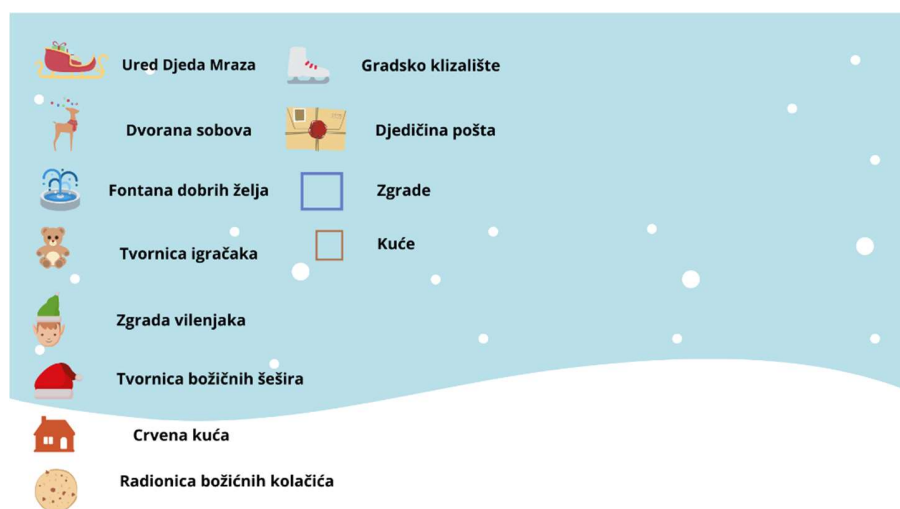 Ured Djeda Mraza
Gradsko klizalište
Dvorana sobova
Djedičina pošta
Fontana dobrih želja
Zgrade
Tvornica igračaka
Kuće
Zgrada vilenjaka
Tvornica božičnih šešira
Crvena kuća
Radionica božićnih kolačića